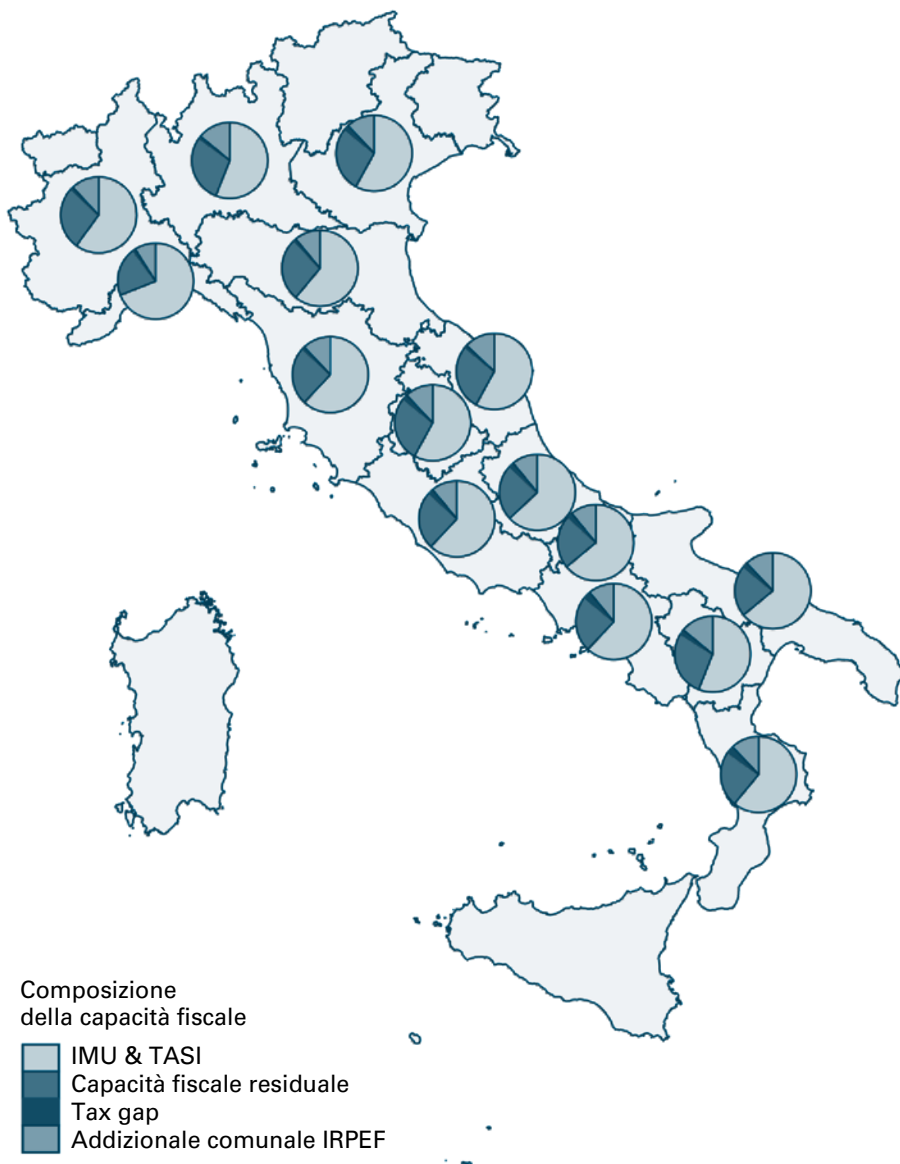 Composizione
della capacità fiscale
IMU & TASI
Capacità fiscale residuale
Tax gap
Addizionale comunale IRPEF